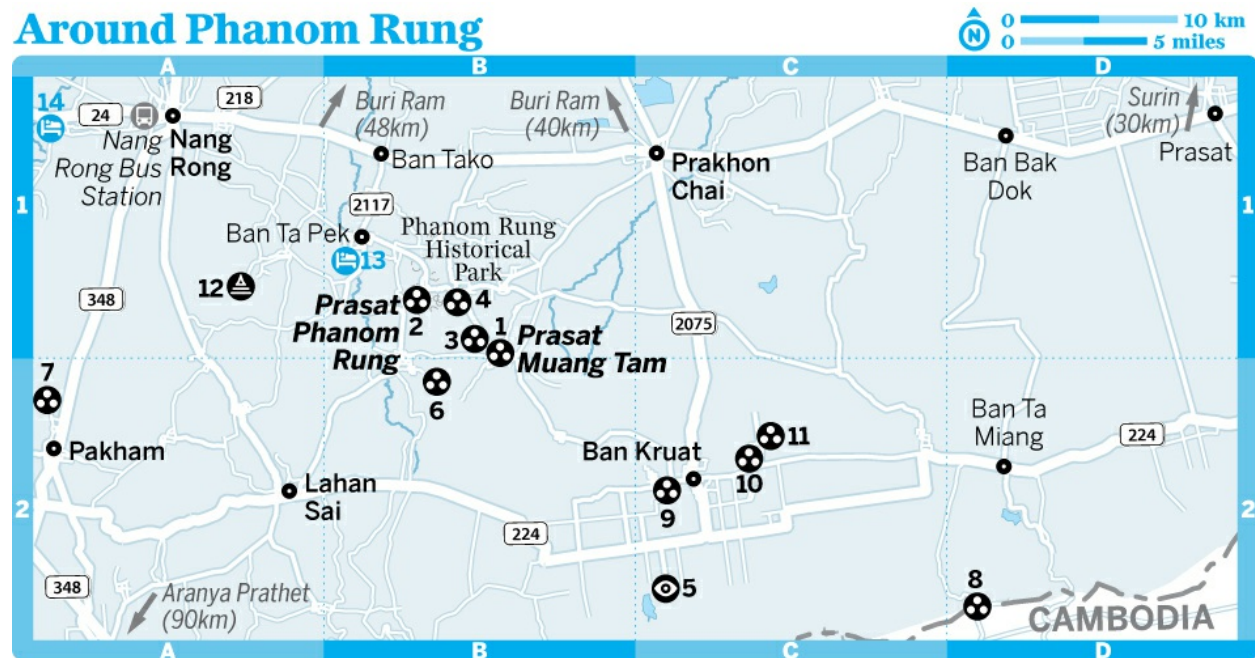 Around Phanom Rung
N
0 10 km
0 5 miles
A B C D
14
24
218
Buri Ram
(48km)
Buri Ram
(40km)
Surin
(30km)
Prasat
Nang
Rong Bus
Station
Nang
Rong
Ban Tako
Prakhon
Chai
Ban Bak
Dok
1
1
2117
Ban Ta Pek
13
Phanom Rung
Historical
Park
12
348
Prasat
Phanom
Rung
2
4
3
1
Prasat
Muang Tam
2075
7
6
Pakham
Ban Kruat
11
10
9
Ban Ta
Miang
224
Lahan
Sai
2
2
224
348
Aranya Prathet
(90km)
5
8
CAMBODIA
A B C D